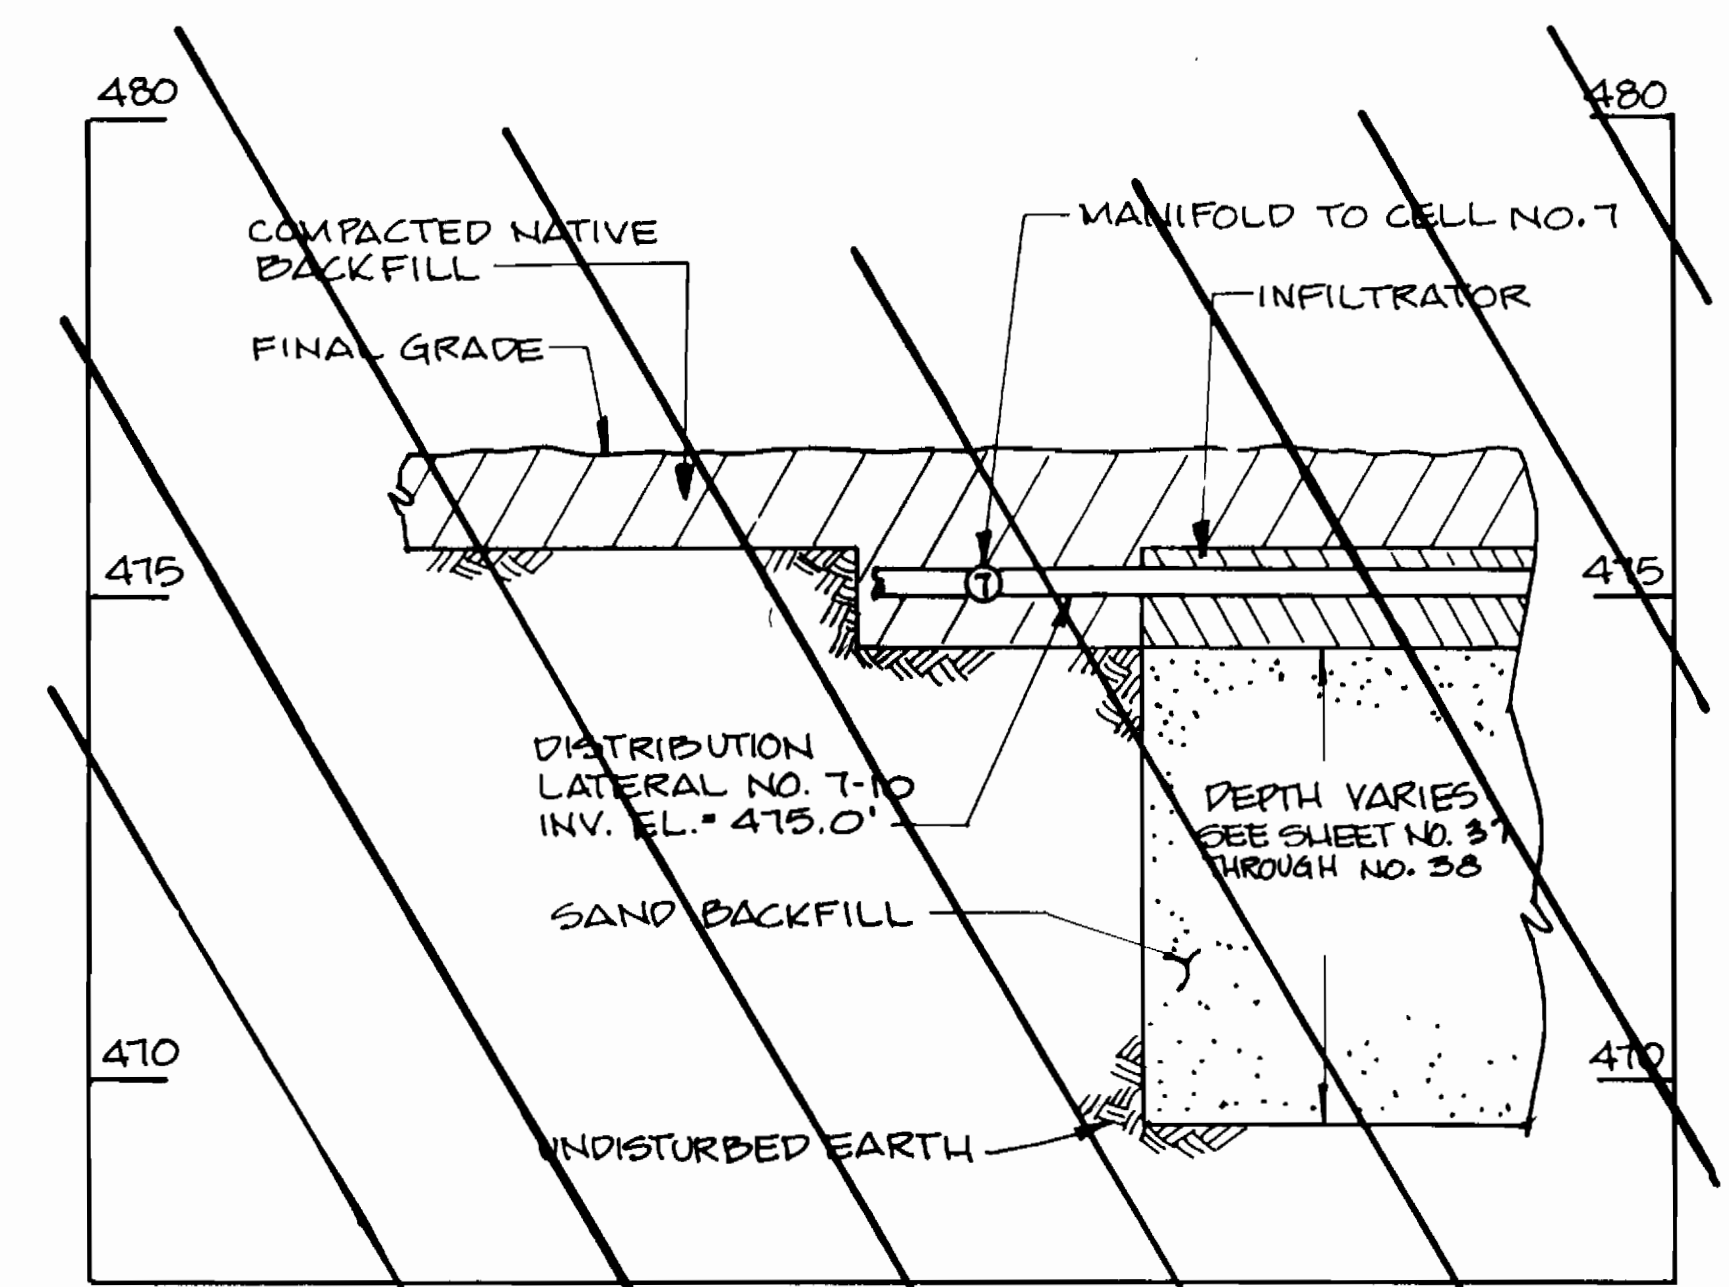 480
480
COMPACTED NATIVE
BACKFILL
MANIFOLD TO CELL NO. 7
INFILTRATOR
FINAL GRADE
475
475
7
DISTRIBUTION
LATERAL NO. 7-10
INV. EL.= 475.0'
DEPTH VARIES
SEE SHEET NO. 37
THROUGH NO. 38
SAND BACKFILL
470
470
UNDISTURBED EARTH